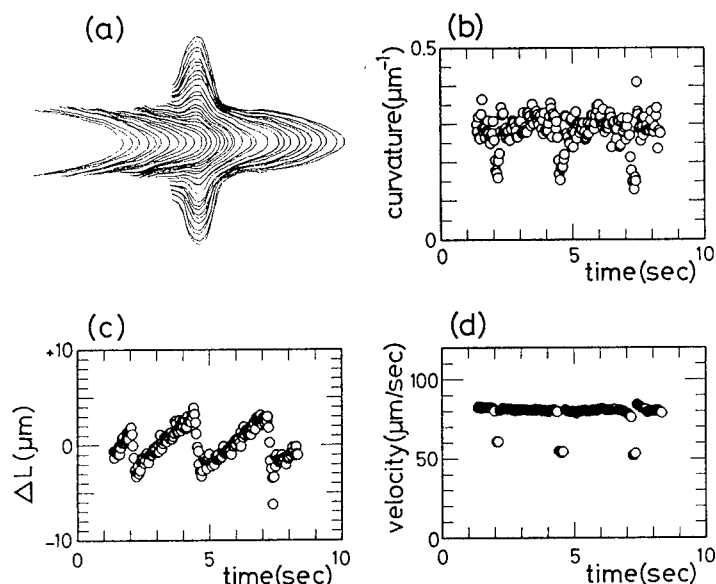 (a)
(b)
curvature(μm⁻¹)
0.5
0
5
10
time(sec)
(c)
ΔL (μm)
+10
0
-10
0
5
10
time(sec)
(d)
velocity(μm/sec)
100
50
0
0
5
10
time(sec)